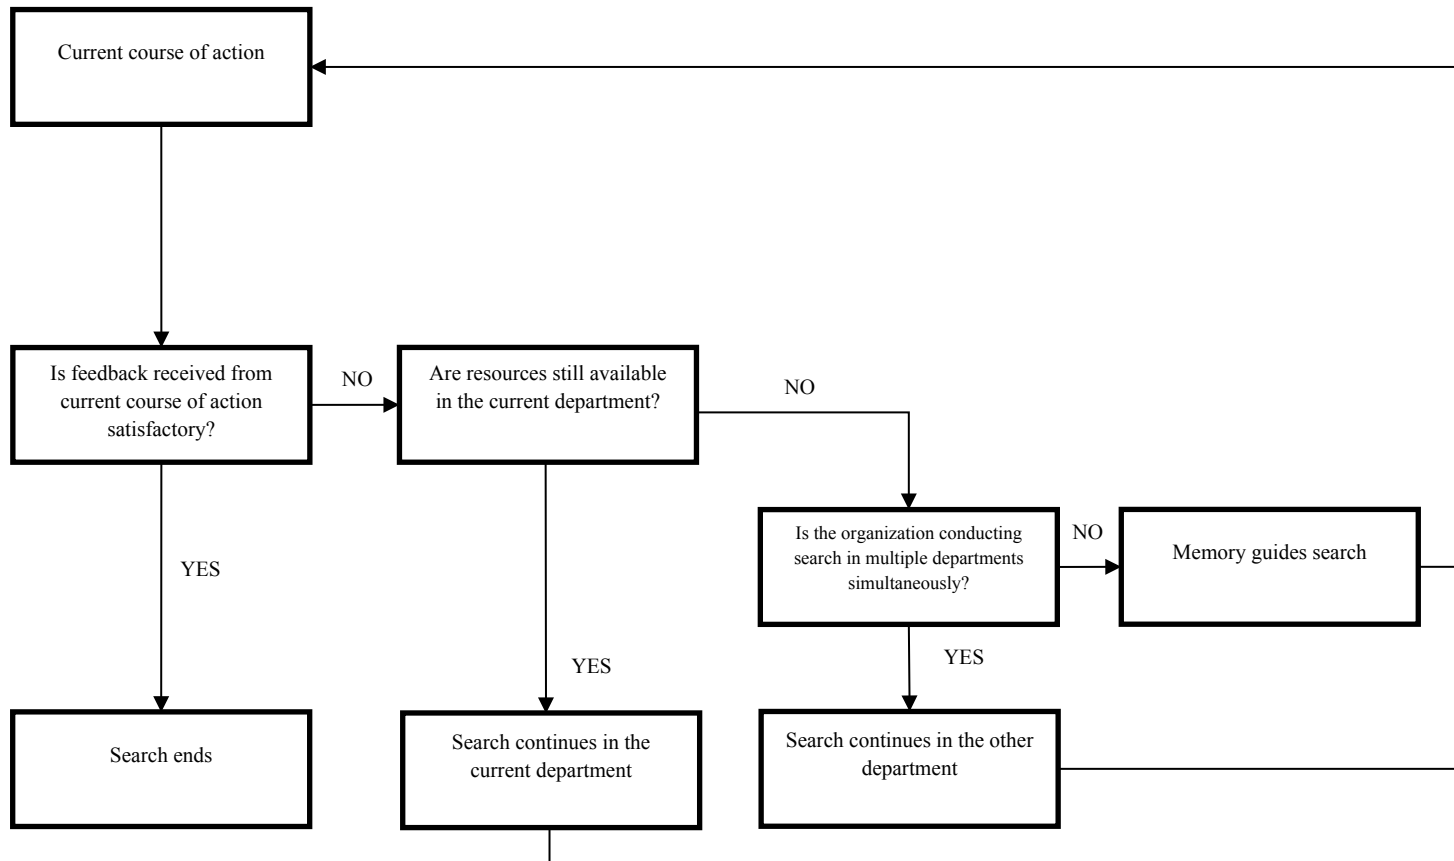 Current course of action
Is feedback received from
current course of action
satisfactory?
NO
Are resources still available
in the current department?
NO
Is the organization conducting
search in multiple departments
simultaneously?
NO
Memory guides search
YES
YES
YES
Search ends
Search continues in the
current department
Search continues in the other
department